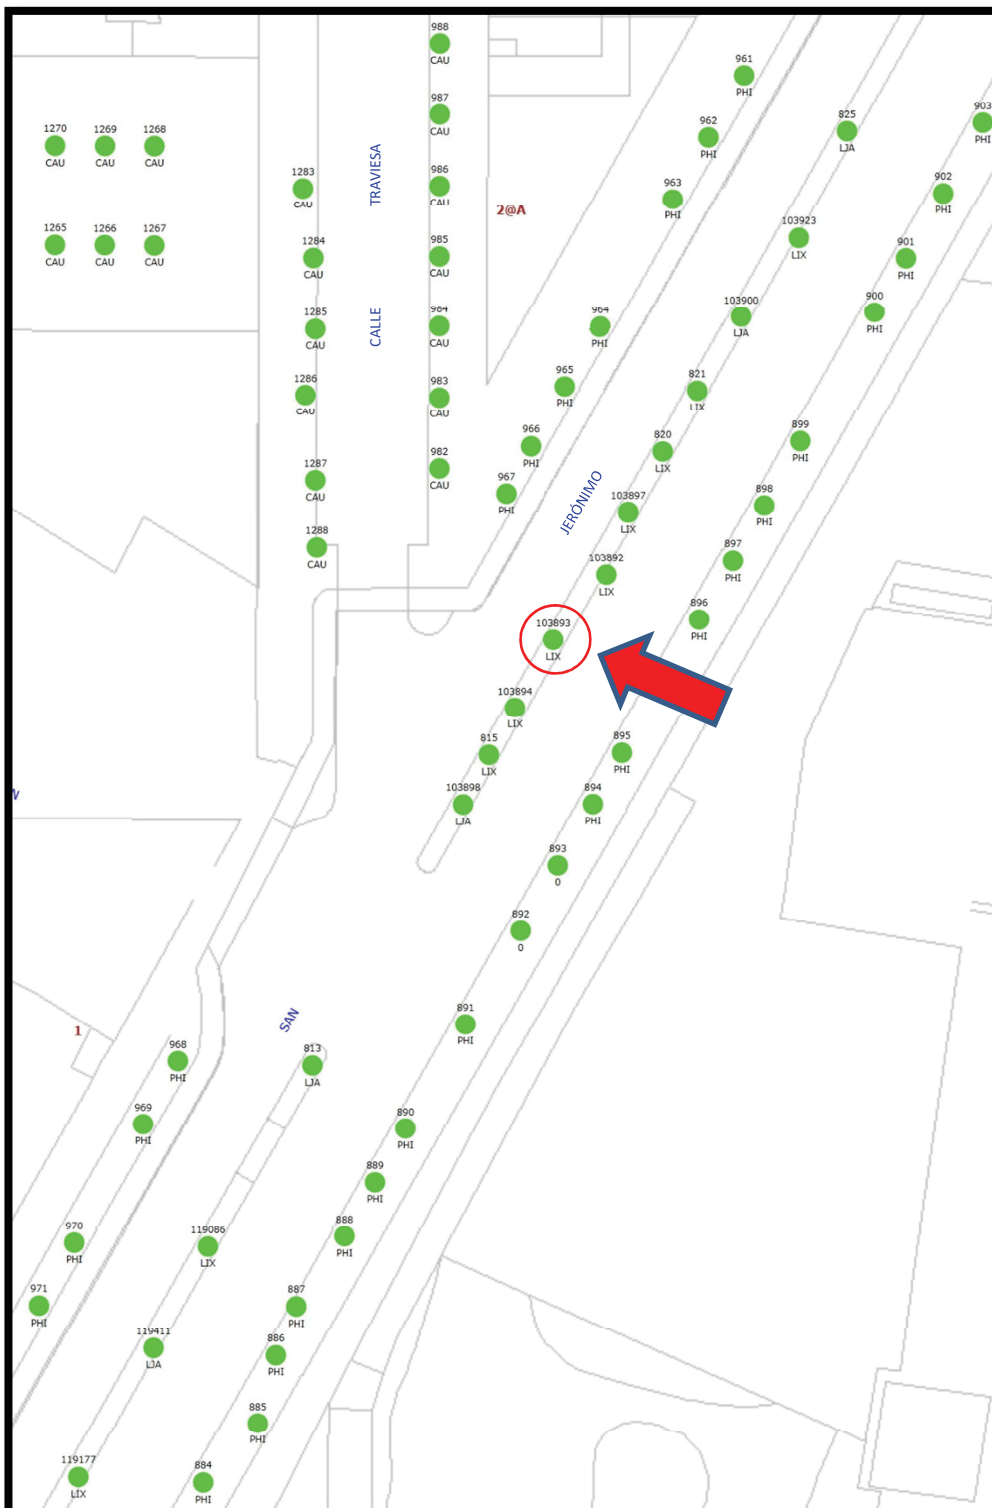 988
CAU
961
PHI
987
CAU
903
PHI
825
LJA
1270
CAU
1269
CAU
1268
CAU
962
PHI
TRAVIESA
1283
CAU
986
CAU
963
PHI
902
PHI
2@A
103923
LIX
1265
CAU
1266
CAU
1267
CAU
1284
CAU
985
CAU
901
PHI
103900
LJA
900
PHI
CALLE
1285
CAU
984
CAU
964
PHI
965
PHI
821
LIX
1286
CAU
983
CAU
966
PHI
820
LIX
899
PHI
1287
CAU
982
CAU
967
PHI
JERÓNIMO
103897
LIX
898
PHI
1288
CAU
103892
LIX
897
PHI
103893
LIX
896
PHI
103894
LIX
815
LIX
895
PHI
103898
LJA
894
PHI
893
0
892
0
891
PHI
SAN
1
968
PHI
813
LJA
969
PHI
890
PHI
889
PHI
970
PHI
119086
LIX
888
PHI
971
PHI
887
PHI
119411
LJA
886
PHI
885
PHI
119177
LIX
884
PHI